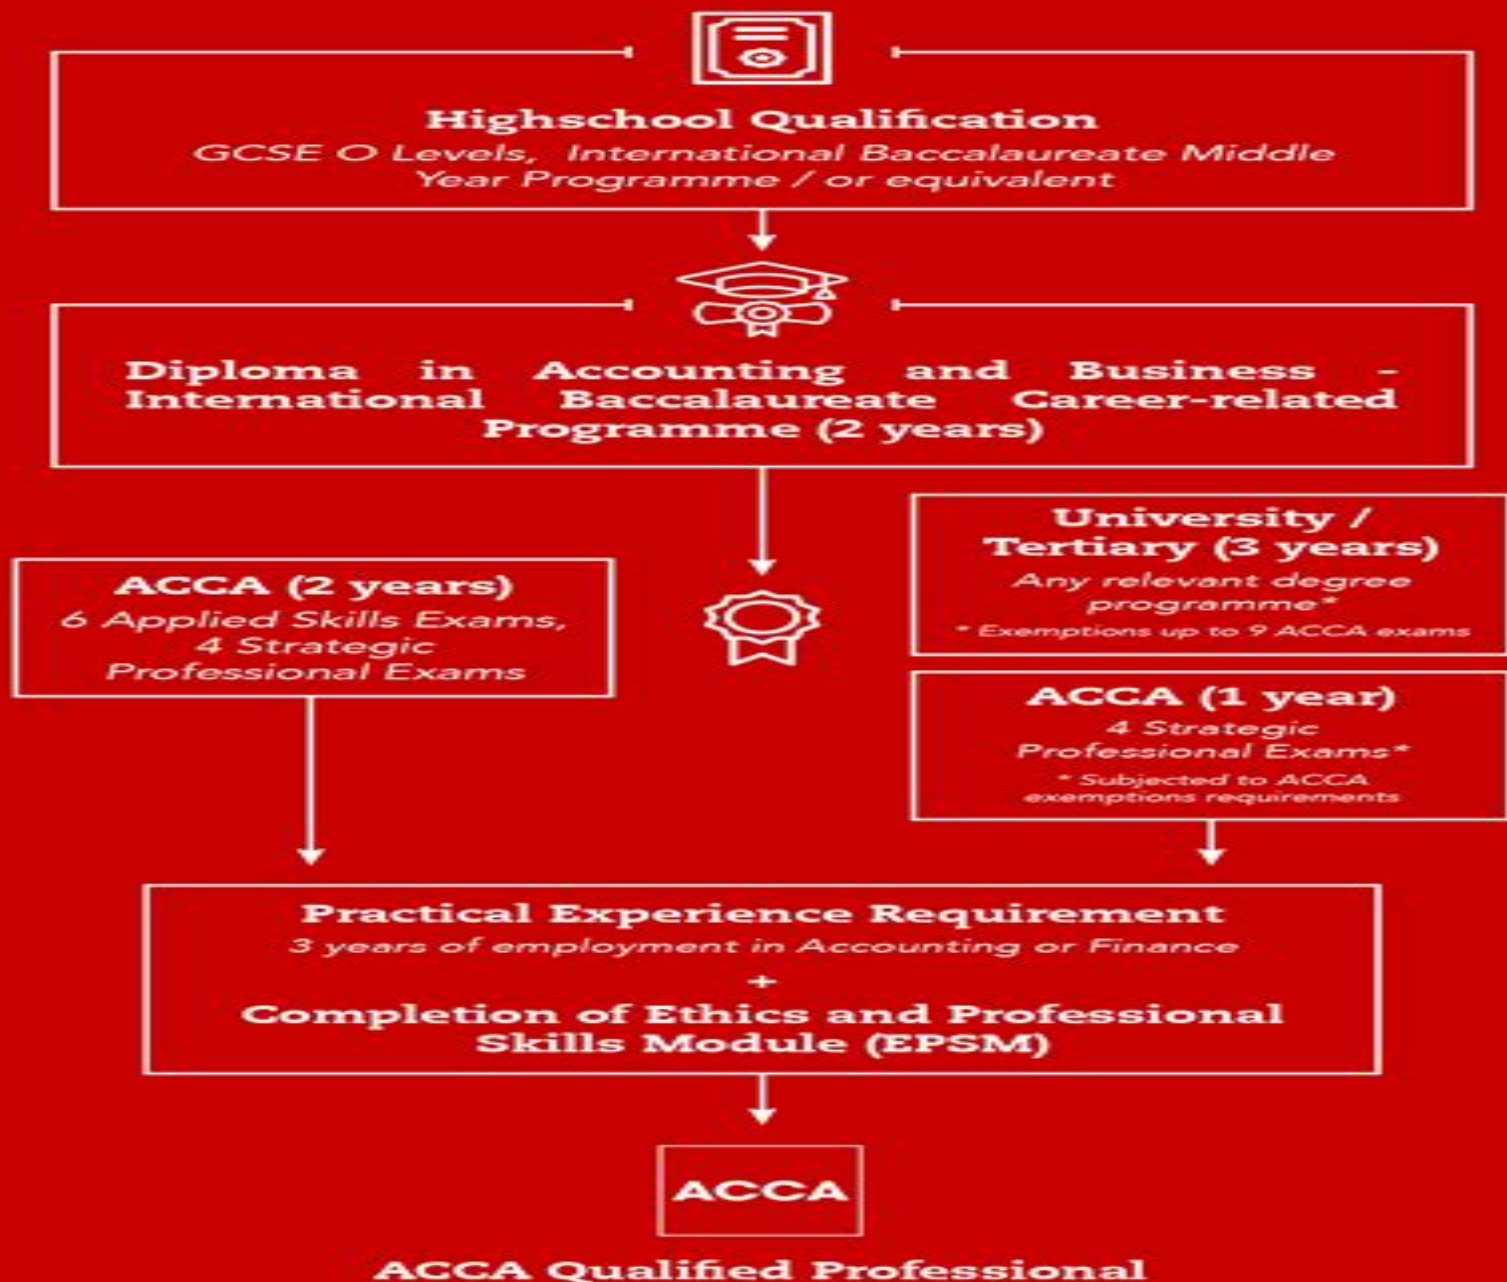 Highschool Qualification
GCSE O Levels, International Baccalaureate Middle
Year Programme / or equivalent
Diploma in Accounting and Business -
International Baccalaureate Career-related
Programme (2 years)
ACCA (2 years)
6 Applied Skills Exams,
4 Strategic
Professional Exams
University /
Tertiary (3 years)
Any relevant degree
programme*
* Exemptions up to 9 ACCA exams
ACCA (1 year)
4 Strategic
Professional Exams*
* Subjected to ACCA
exemptions requirements
Practical Experience Requirement
3 years of employment in Accounting or Finance
+
Completion of Ethics and Professional
Skills Module (EPSM)
ACCA
ACCA Qualified Professional